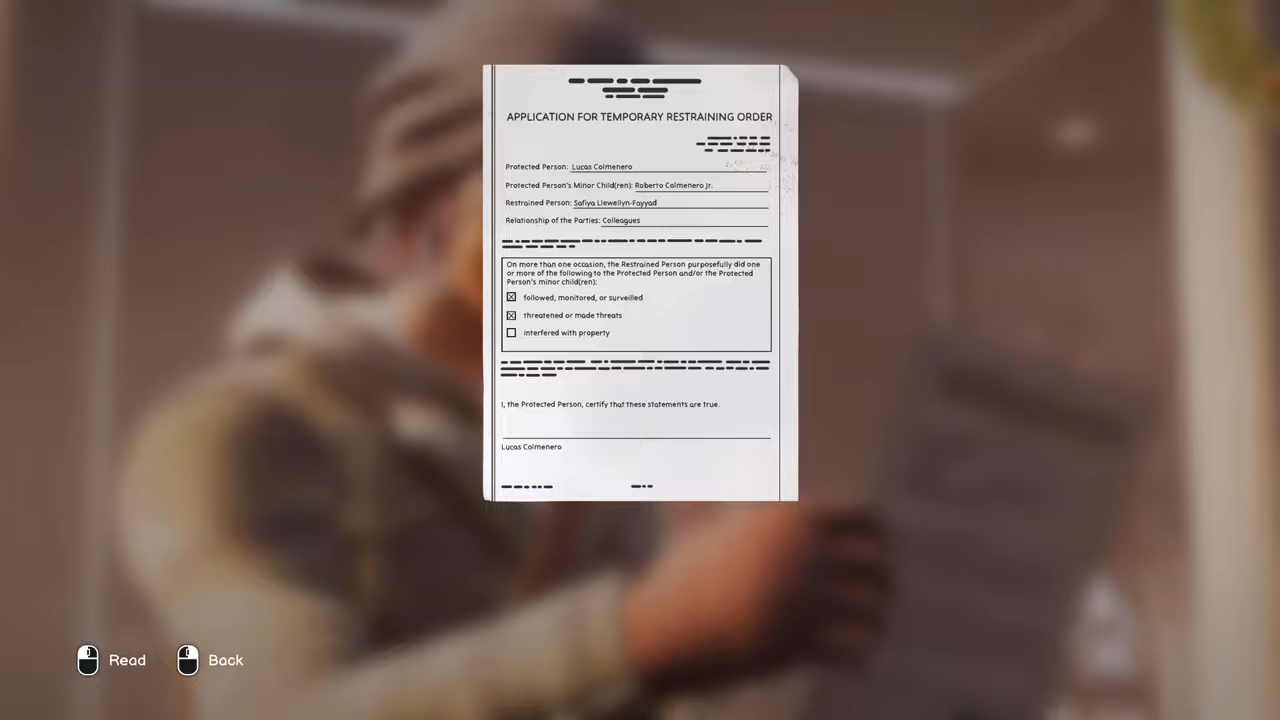 APPLICATION FOR TEMPORARY RESTRAINING ORDER
Protected Person: Lucas Colmenero
Protected Person's Minor Child(ren): Roberto Colmenero Jr.
Restrained Person: Safiya Llewellyn-Fayyad
Relationship of the Parties: Colleagues
On more than one occasion, the Restrained Person purposefully did one
or more of the following to the Protected Person and/or the Protected
Person's minor child(ren):
followed, monitored, or surveilled
threatened or made threats
interfered with property
I, the Protected Person, certify that these statements are true.
Lucas Colmenero
Read
Back